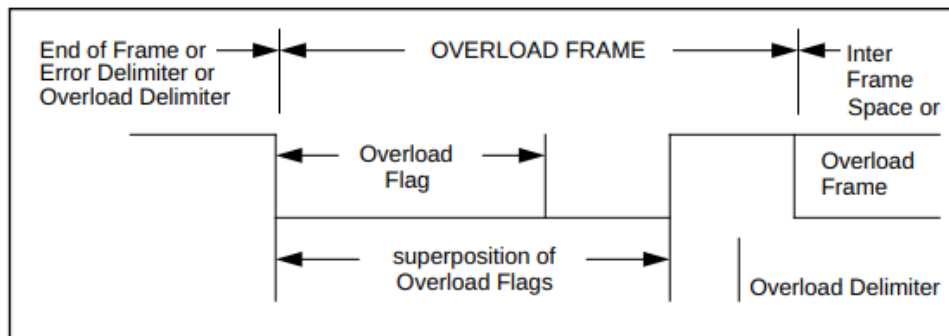 End of Frame or
Error Delimiter or
Overload Delimiter
OVERLOAD FRAME
Inter
Frame
Space or
Overload
Flag
Overload
Frame
superposition of
Overload Flags
Overload Delimiter